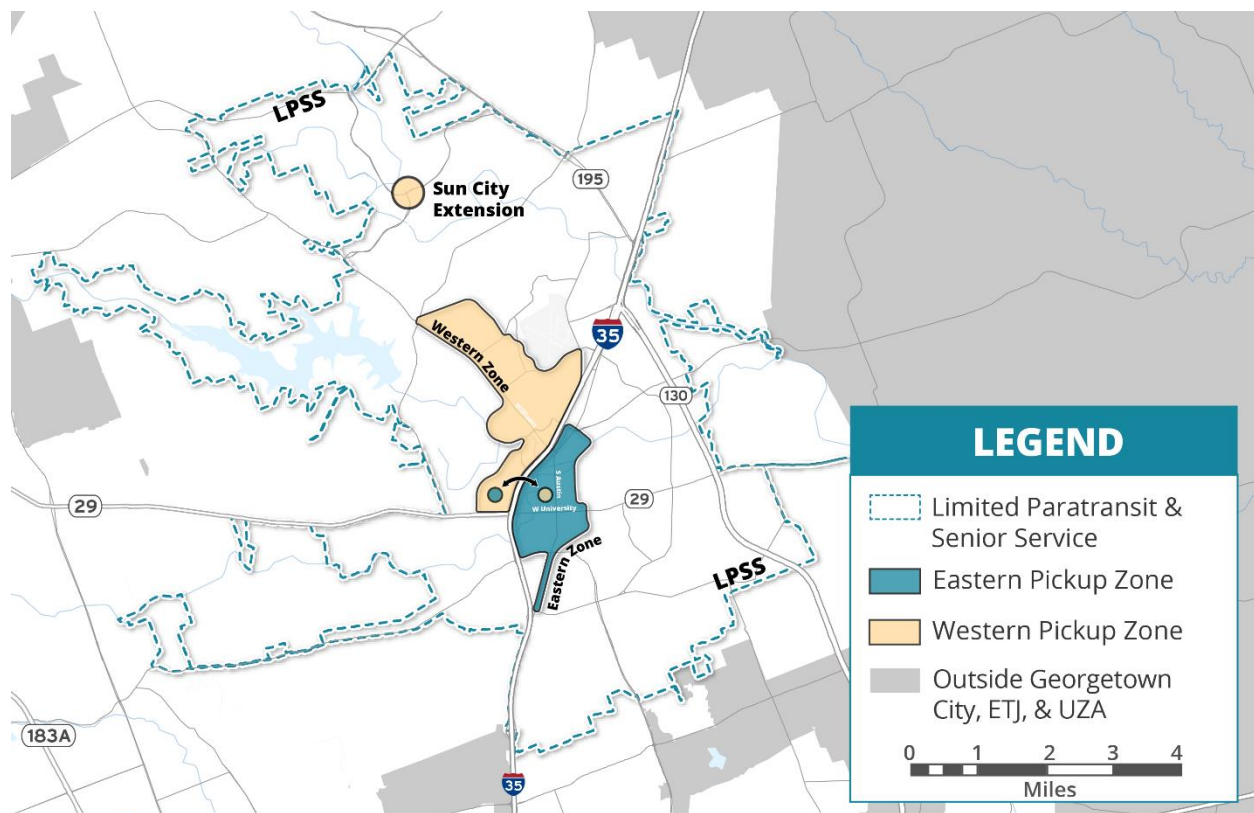 LPSS
Sun City
Extension
195
Western Zone
35
130
29
S Austin
W University
29
Eastern Zone
LPSS
183A
35
LEGEND
Limited Paratransit &
Senior Service
Eastern Pickup Zone
Western Pickup Zone
Outside Georgetown
City, ETJ, & UZA
0 1 2 3 4
Miles